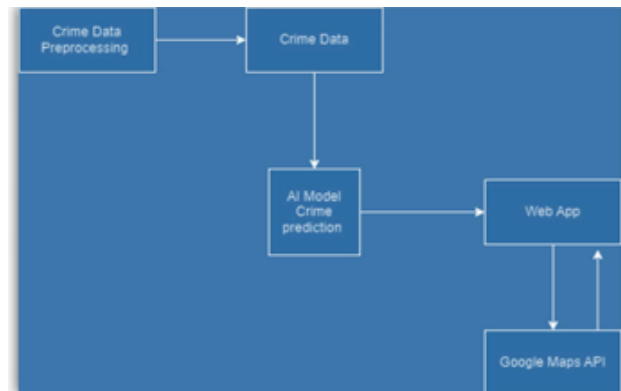 Crime Data
Preprocessing
Crime Data
AI Model
Crime
prediction
Web App
Google Maps API